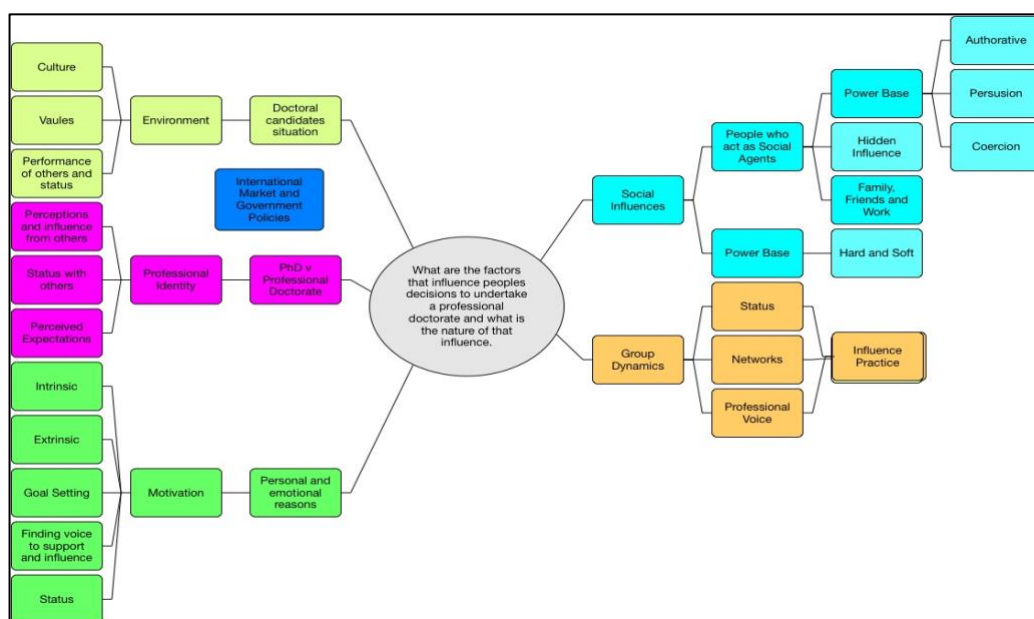 Culture
Vaules
Performance
of others and
status
Environment
Doctoral
candidates
situation
International
Market and
Government
Policies
Perceptions
and influence
from others
Status with
others
Perceived
Expectations
Professional
Identity
PhD v
Professional
Doctorate
Intrinsic
Extrinsic
Goal Setting
Finding voice
to support
and influence
Status
Motivation
Personal and
emotional
reasons
What are the factors
that influence peoples
decisions to undertake
a professional
doctorate and what is
the nature of that
influence.
Social
Influences
People who
act as Social
Agents
Power Base
Authorative
Persusion
Coercion
Hidden
Influence
Family,
Friends and
Work
Power Base
Hard and Soft
Group
Dynamics
Status
Networks
Professional
Voice
Influence
Practice